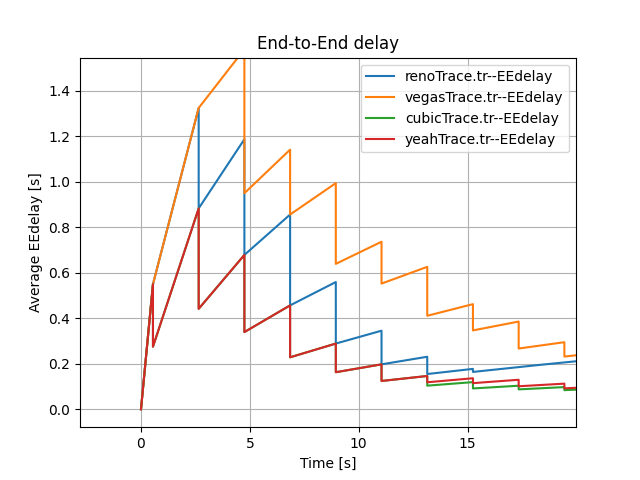 End-to-End delay
renoTrace.tr--EEdelay
vegasTrace.tr--EEdelay
cubicTrace.tr--EEdelay
yeahTrace.tr--EEdelay
Average EEdelay [s]
1.4
1.2
1.0
0.8
0.6
0.4
0.2
0.0
0
5
10
15
Time [s]